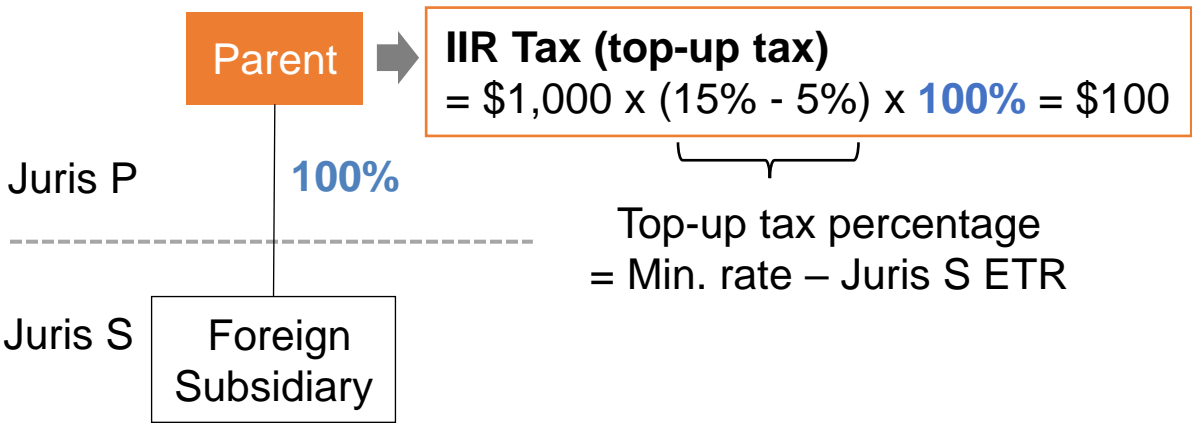 Parent
IIR Tax (top-up tax)
= $1,000 x (15% - 5%) x 100% = $100
Juris P
100%
Top-up tax percentage
= Min. rate – Juris S ETR
Juris S
Foreign
Subsidiary